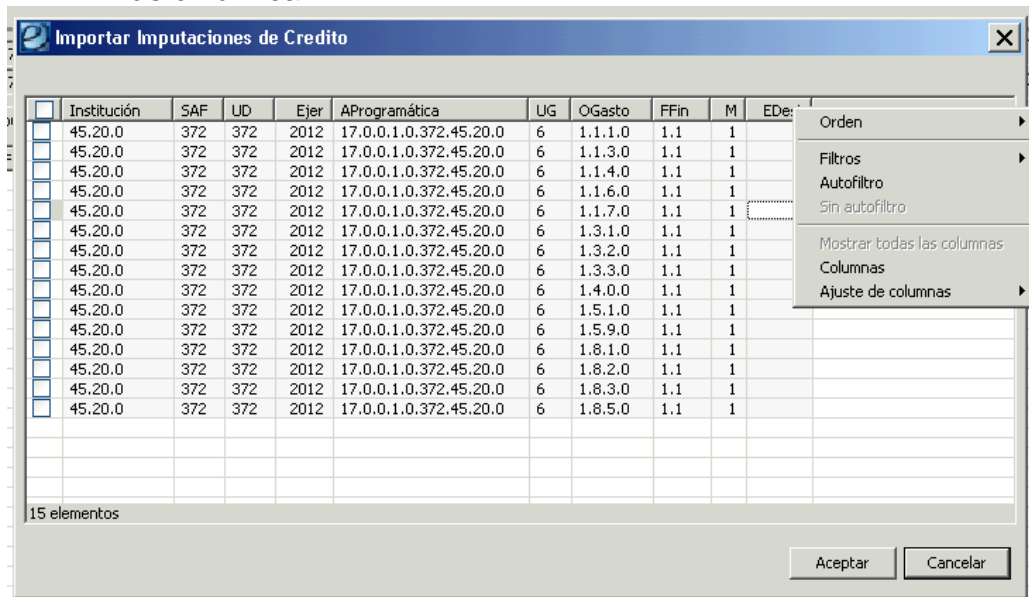 Importar Imputaciones de Credito
Institución SAF UD Ejer AProgramática UG OGasto FFin M
45.20.0 372 372 2012 17.0.0.1.0.372.45.20.0 6 1.1.1.0 1.1 1
45.20.0 372 372 2012 17.0.0.1.0.372.45.20.0 6 1.1.3.0 1.1 1
45.20.0 372 372 2012 17.0.0.1.0.372.45.20.0 6 1.1.4.0 1.1 1
45.20.0 372 372 2012 17.0.0.1.0.372.45.20.0 6 1.1.6.0 1.1 1
45.20.0 372 372 2012 17.0.0.1.0.372.45.20.0 6 1.1.7.0 1.1 1
45.20.0 372 372 2012 17.0.0.1.0.372.45.20.0 6 1.3.1.0 1.1 1
45.20.0 372 372 2012 17.0.0.1.0.372.45.20.0 6 1.3.2.0 1.1 1
45.20.0 372 372 2012 17.0.0.1.0.372.45.20.0 6 1.3.3.0 1.1 1
45.20.0 372 372 2012 17.0.0.1.0.372.45.20.0 6 1.4.0.0 1.1 1
45.20.0 372 372 2012 17.0.0.1.0.372.45.20.0 6 1.5.1.0 1.1 1
45.20.0 372 372 2012 17.0.0.1.0.372.45.20.0 6 1.5.9.0 1.1 1
45.20.0 372 372 2012 17.0.0.1.0.372.45.20.0 6 1.8.1.0 1.1 1
45.20.0 372 372 2012 17.0.0.1.0.372.45.20.0 6 1.8.2.0 1.1 1
45.20.0 372 372 2012 17.0.0.1.0.372.45.20.0 6 1.8.3.0 1.1 1
45.20.0 372 372 2012 17.0.0.1.0.372.45.20.0 6 1.8.5.0 1.1 1
Orden
Filtros
Autofiltro
Sin autofiltro
Mostrar todas las columnas
Columnas
Ajuste de columnas
15 elementos
Aceptar Cancelar